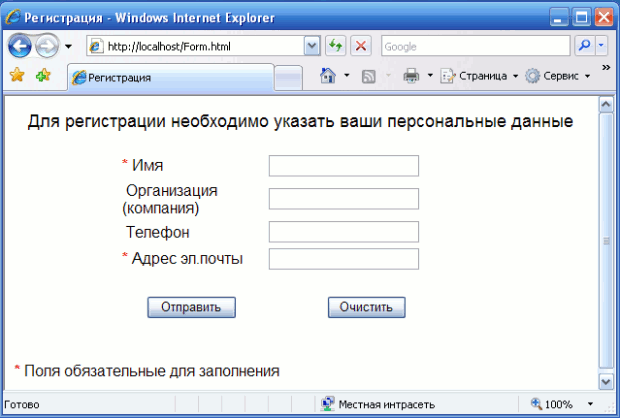 Регистрация - Windows Internet Explorer
http://localhost/Form.html
Google
Регистрация
Страница
Сервис
»
Для регистрации необходимо указать ваши персональные данные
* Имя
Организация
(компания)
Телефон
* Адрес эл.почты
Отправить Очистить
* Поля обязательные для заполнения
Готово
Местная интрасеть
100%